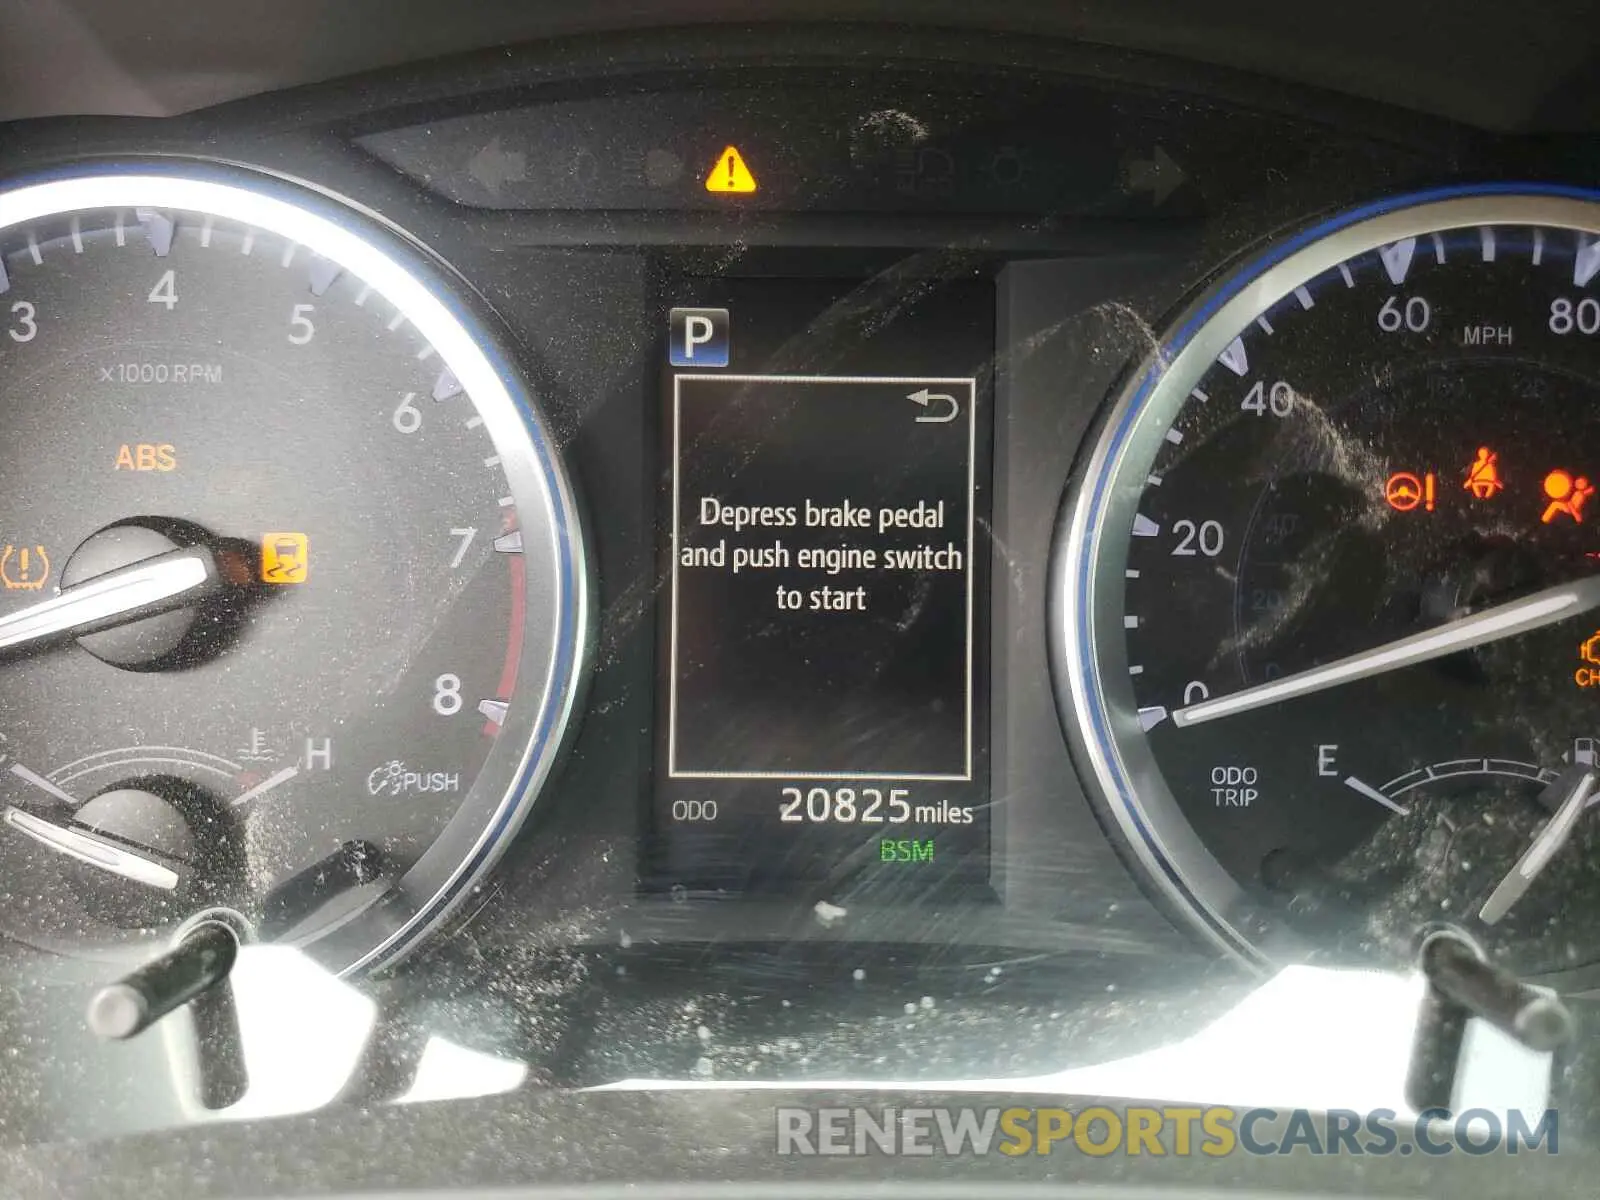 3
4
5
6
7
8
x1000 RPM
ABS
H
PUSH
P
Depress brake pedal
and push engine switch
to start
ODO 20825 miles
BSM
60
80
MPH
40
20
0
E
ODO
TRIP
RENEWSPORTSCARS.COM